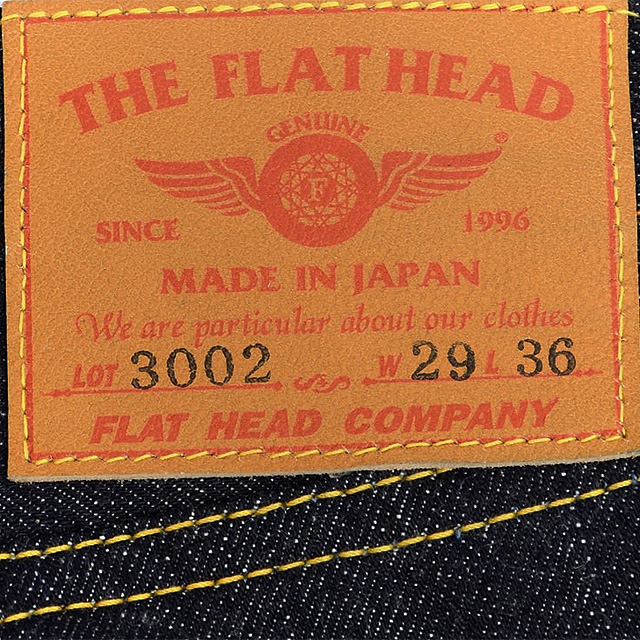 THE FLAT HEAD
GENUINE
®
F
SINCE 1996
MADE IN JAPAN
We are particular about our clothes
LOT 3002 W 29 L 36
FLAT HEAD COMPANY